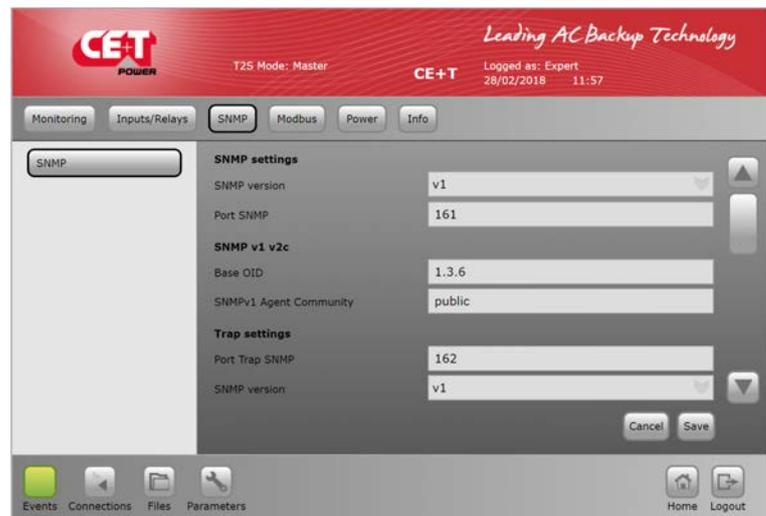 CE+T
POWER
Leading AC Backup Technology
T2S Mode: Master
CE+T
Logged as: Expert
28/02/2018 11:57
Monitoring Inputs/Relays SNMP Modbus Power Info
SNMP
SNMP settings
SNMP version v1
Port SNMP 161
SNMP v1 v2c
Base OID 1.3.6
SNMPv1 Agent Community public
Trap settings
Port Trap SNMP 162
SNMP version v1
Cancel Save
Events Connections Files Parameters Home Logout